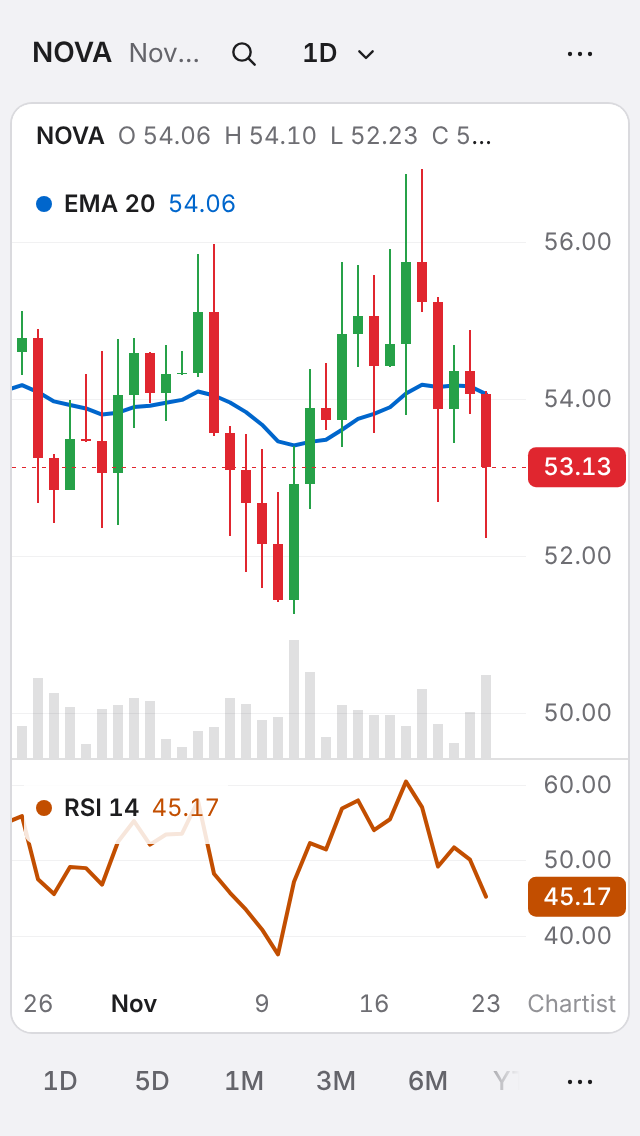 NOVA Nov... 1D ...
NOVA O 54.06 H 54.10 L 52.23 C 5...
EMA 20 54.06
56.00
54.00
53.13
52.00
50.00
60.00
RSI 14 45.17
50.00
45.17
40.00
26 Nov 9 16 23 Chartist
1D 5D 1M 3M 6M Y ...